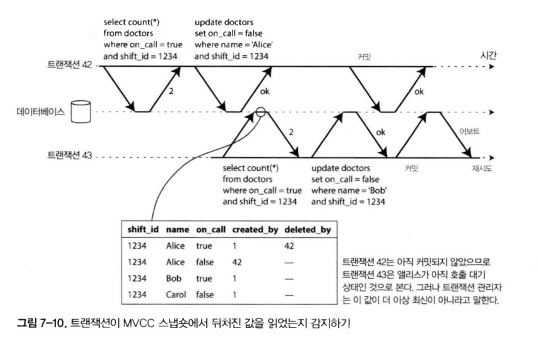 select count(*)
from doctors
where on_call = true
and shift_id = 1234
update doctors
set on_call = false
where name = 'Alice'
and shift_id = 1234
트랜잭션 42
커밋
시간
2
ok
ok
데이터베이스
2
ok
어보트
트랜잭션 43
select count(*)
from doctors
where on_call = true
and shift_id = 1234
update doctors
set on_call = false
where name = 'Bob'
and shift_id = 1234
커밋
재시도
shift_id name on_call created_by deleted_by
1234 Alice true 1 42
1234 Alice false 42 —
1234 Bob true 1 —
1234 Carol false 1 —
트랜잭션 42는 아직 커밋되지 않았으므로
트랜잭션 43은 앨리스가 아직 호출 대기
상태인 것으로 본다. 그러나 트랜잭션 관리자
는 이 값이 더 이상 최신이 아니라고 말한다.
그림 7-10. 트랜잭션이 MVCC 스냅숏에서 뒤처진 값을 읽었는지 감지하기